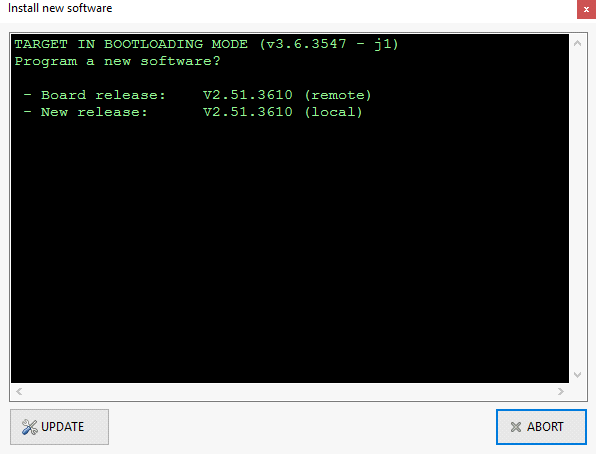 Install new software
x
TARGET IN BOOTLOADING MODE (v3.6.3547 - j1)
Program a new software?
- Board release: V2.51.3610 (remote)
- New release: V2.51.3610 (local)
UPDATE
ABORT